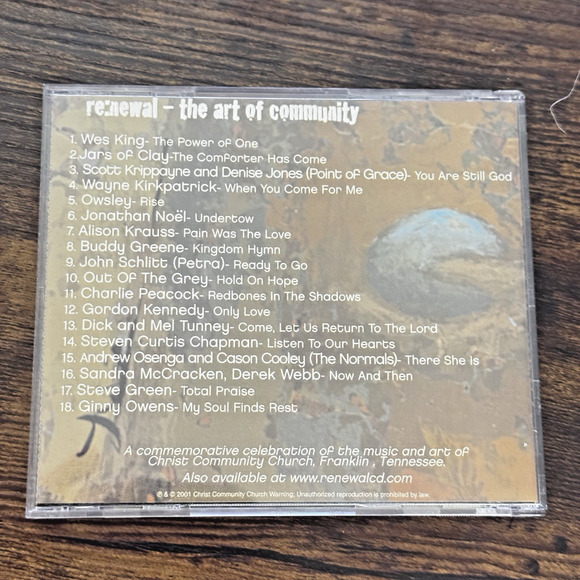 re:newal – the art of community
1. Wes King- The Power of One
2. Jars of Clay-The Comforter Has Come
3. Scott Krippayne and Denise Jones (Point of Grace)- You Are Still God
4. Wayne Kirkpatrick- When You Come For Me
5. Owsley- Rise
6. Jonathan Noël- Undertow
7. Alison Krauss- Pain Was The Love
8. Buddy Greene- Kingdom Hymn
9. John Schlitt (Petra)- Ready To Go
10. Out Of The Grey- Hold On Hope
11. Charlie Peacock- Redbones In The Shadows
12. Gordon Kennedy- Only Love
13. Dick and Mel Tunney- Come, Let Us Return To The Lord
14. Steven Curtis Chapman- Listen To Our Hearts
15. Andrew Osenga and Cason Cooley (The Normals)- There She Is
16. Sandra McCracken, Derek Webb- Now And Then
17. Steve Green- Total Praise
18. Ginny Owens- My Soul Finds Rest
A commemorative celebration of the music and art of
Christ Community Church, Franklin , Tennessee.
Also available at www.renewalcd.com
℗ & © 2001 Christ Community Church Warning; Unauthorized reproduction is prohibited by law.